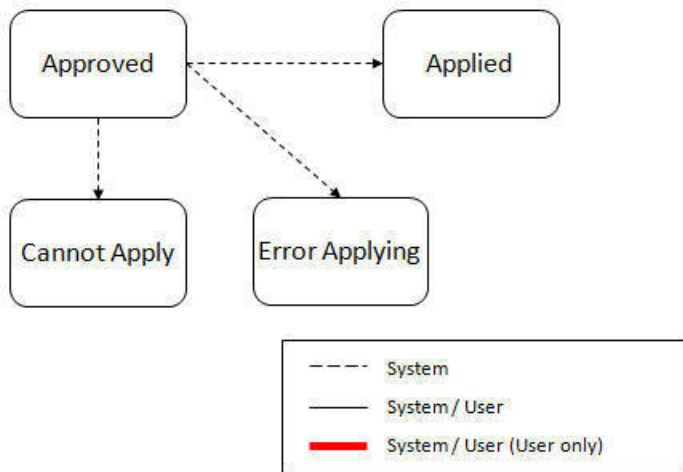 Approved
Applied
Cannot Apply
Error Applying
System
System / User
System / User (User only)